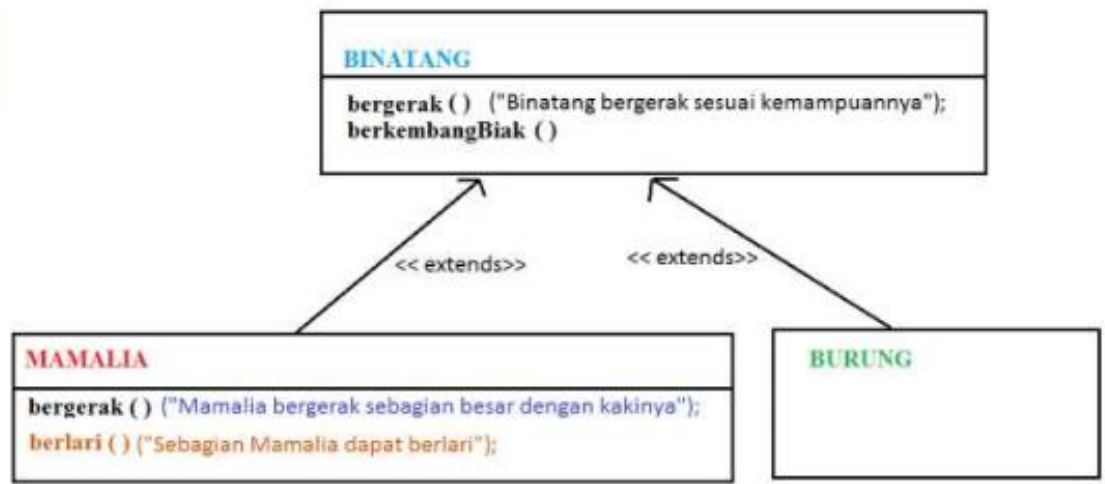 BINATANG
bergerak ( ) ("Binatang bergerak sesuai kemampuannya");
berkembangBiak ( )
<< extends>>
<< extends>>
MAMALIA
bergerak ( ) ("Mamalia bergerak sebagian besar dengan kakinya");
berlari ( ) ("Sebagian Mamalia dapat berlari");
BURUNG